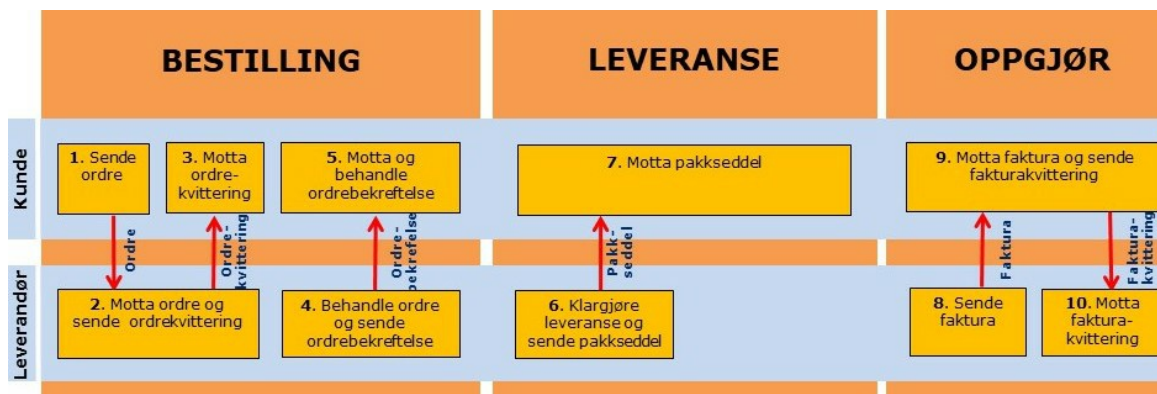 BESTILLING
LEVERANSE
OPPGJØR
Kunde
1. Sende
ordre
3. Motta
ordre-
kvittering
5. Motta og
behandle
ordrebekreftelse
7. Motta pakkseddel
9. Motta faktura og sende
fakturakvittering
Ordre
Ordre-
kvittering
Ordre-
bekrefelse
Pakk-
seddel
Faktura
Faktura-
kvittering
Leverandør
2. Motta ordre og
sende ordrekvittering
4. Behandle ordre
og sende
ordrebekreftelse
6. Klargjøre
leveranse og
sende pakkseddel
8. Sende
faktura
10. Motta
faktura-
kvittering